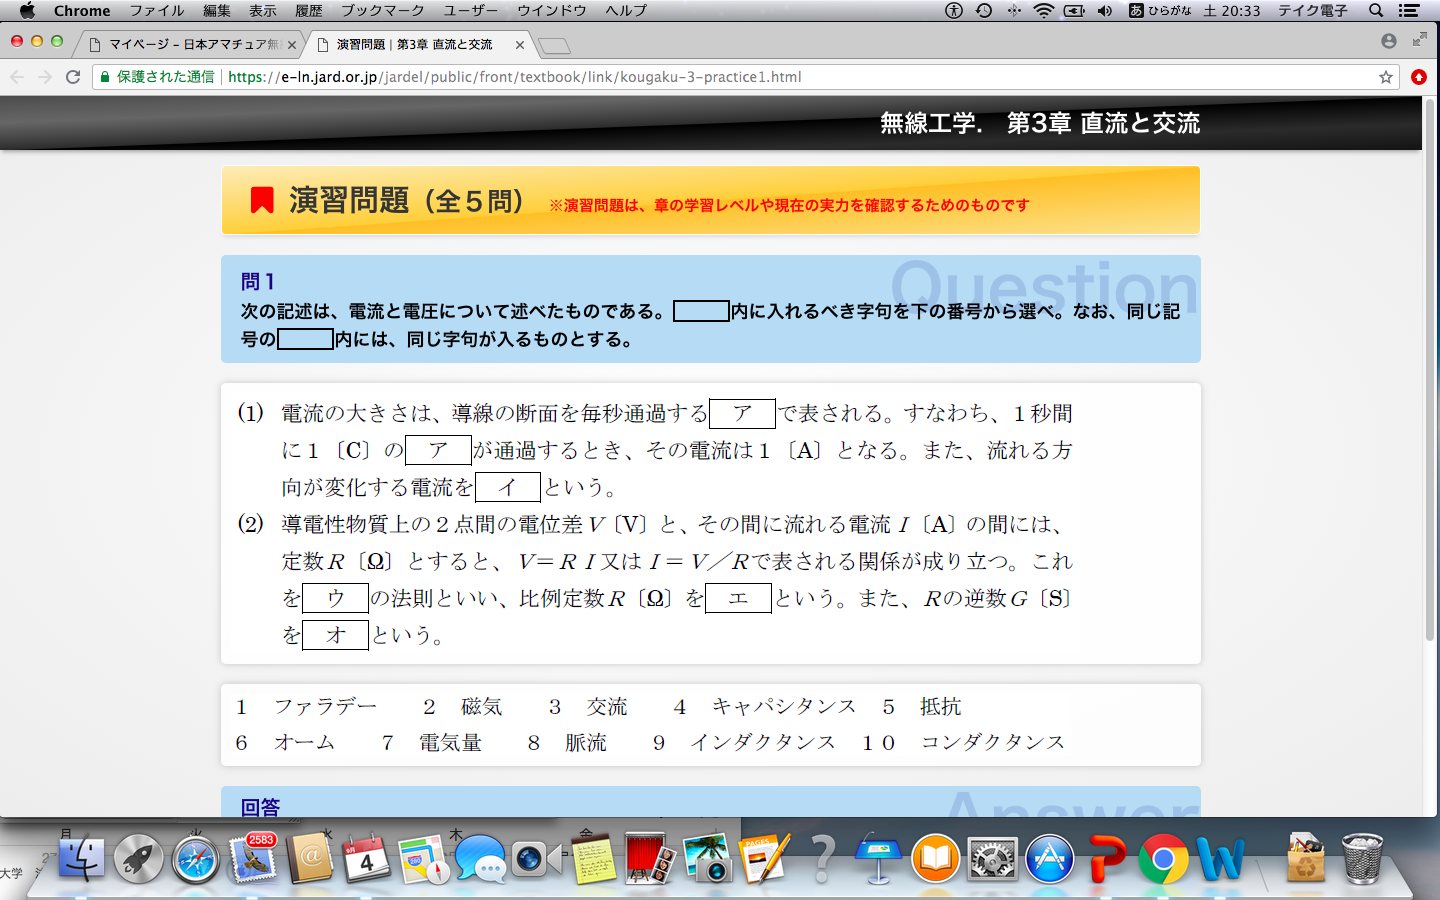 Chrome ファイル 編集 表示 履歴 ブックマーク ユーザー ウインドウ ヘルプ あ ひらがな 土 20:33 テイク電子
マイページ - 日本アマチュア無 演習問題 | 第3章 直流と交流
保護された通信 https://e-ln.jard.or.jp/jardel/public/front/textbook/link/kougaku-3-practice1.html
無線工学. 第3章 直流と交流
演習問題(全５問) ※演習問題は、章の学習レベルや現在の実力を確認するためのものです
Question
問１
次の記述は、電流と電圧について述べたものである。 内に入れるべき字句を下の番号から選べ。なお、同じ記
号の 内には、同じ字句が入るものとする。
(1) 電流の大きさは、導線の断面を毎秒通過する ア で表される。すなわち、１秒間
に１〔C〕の ア が通過するとき、その電流は１〔A〕となる。また、流れる方
向が変化する電流を イ という。
(2) 導電性物質上の２点間の電位差V〔V〕と、その間に流れる電流 I〔A〕の間には、
定数R〔Ω〕とすると、V＝R I又は I＝V／Rで表される関係が成り立つ。これ
を ウ の法則といい、比例定数R〔Ω〕を エ という。また、Rの逆数G〔S〕
を オ という。
１ ファラデー ２ 磁気 ３ 交流 ４ キャパシタンス ５ 抵抗
６ オーム ７ 電気量 ８ 脈流 ９ インダクタンス １０ コンダクタンス
回答
Answer
月 火 水 木 金
大学
2583
4
280
PAGES